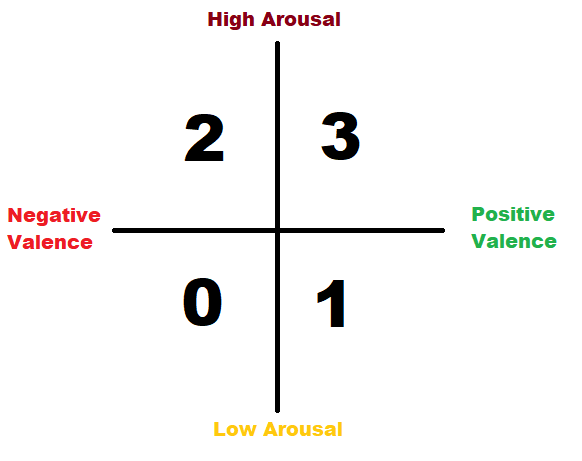 High Arousal
2 3
Negative
Valence
Positive
Valence
0 1
Low Arousal